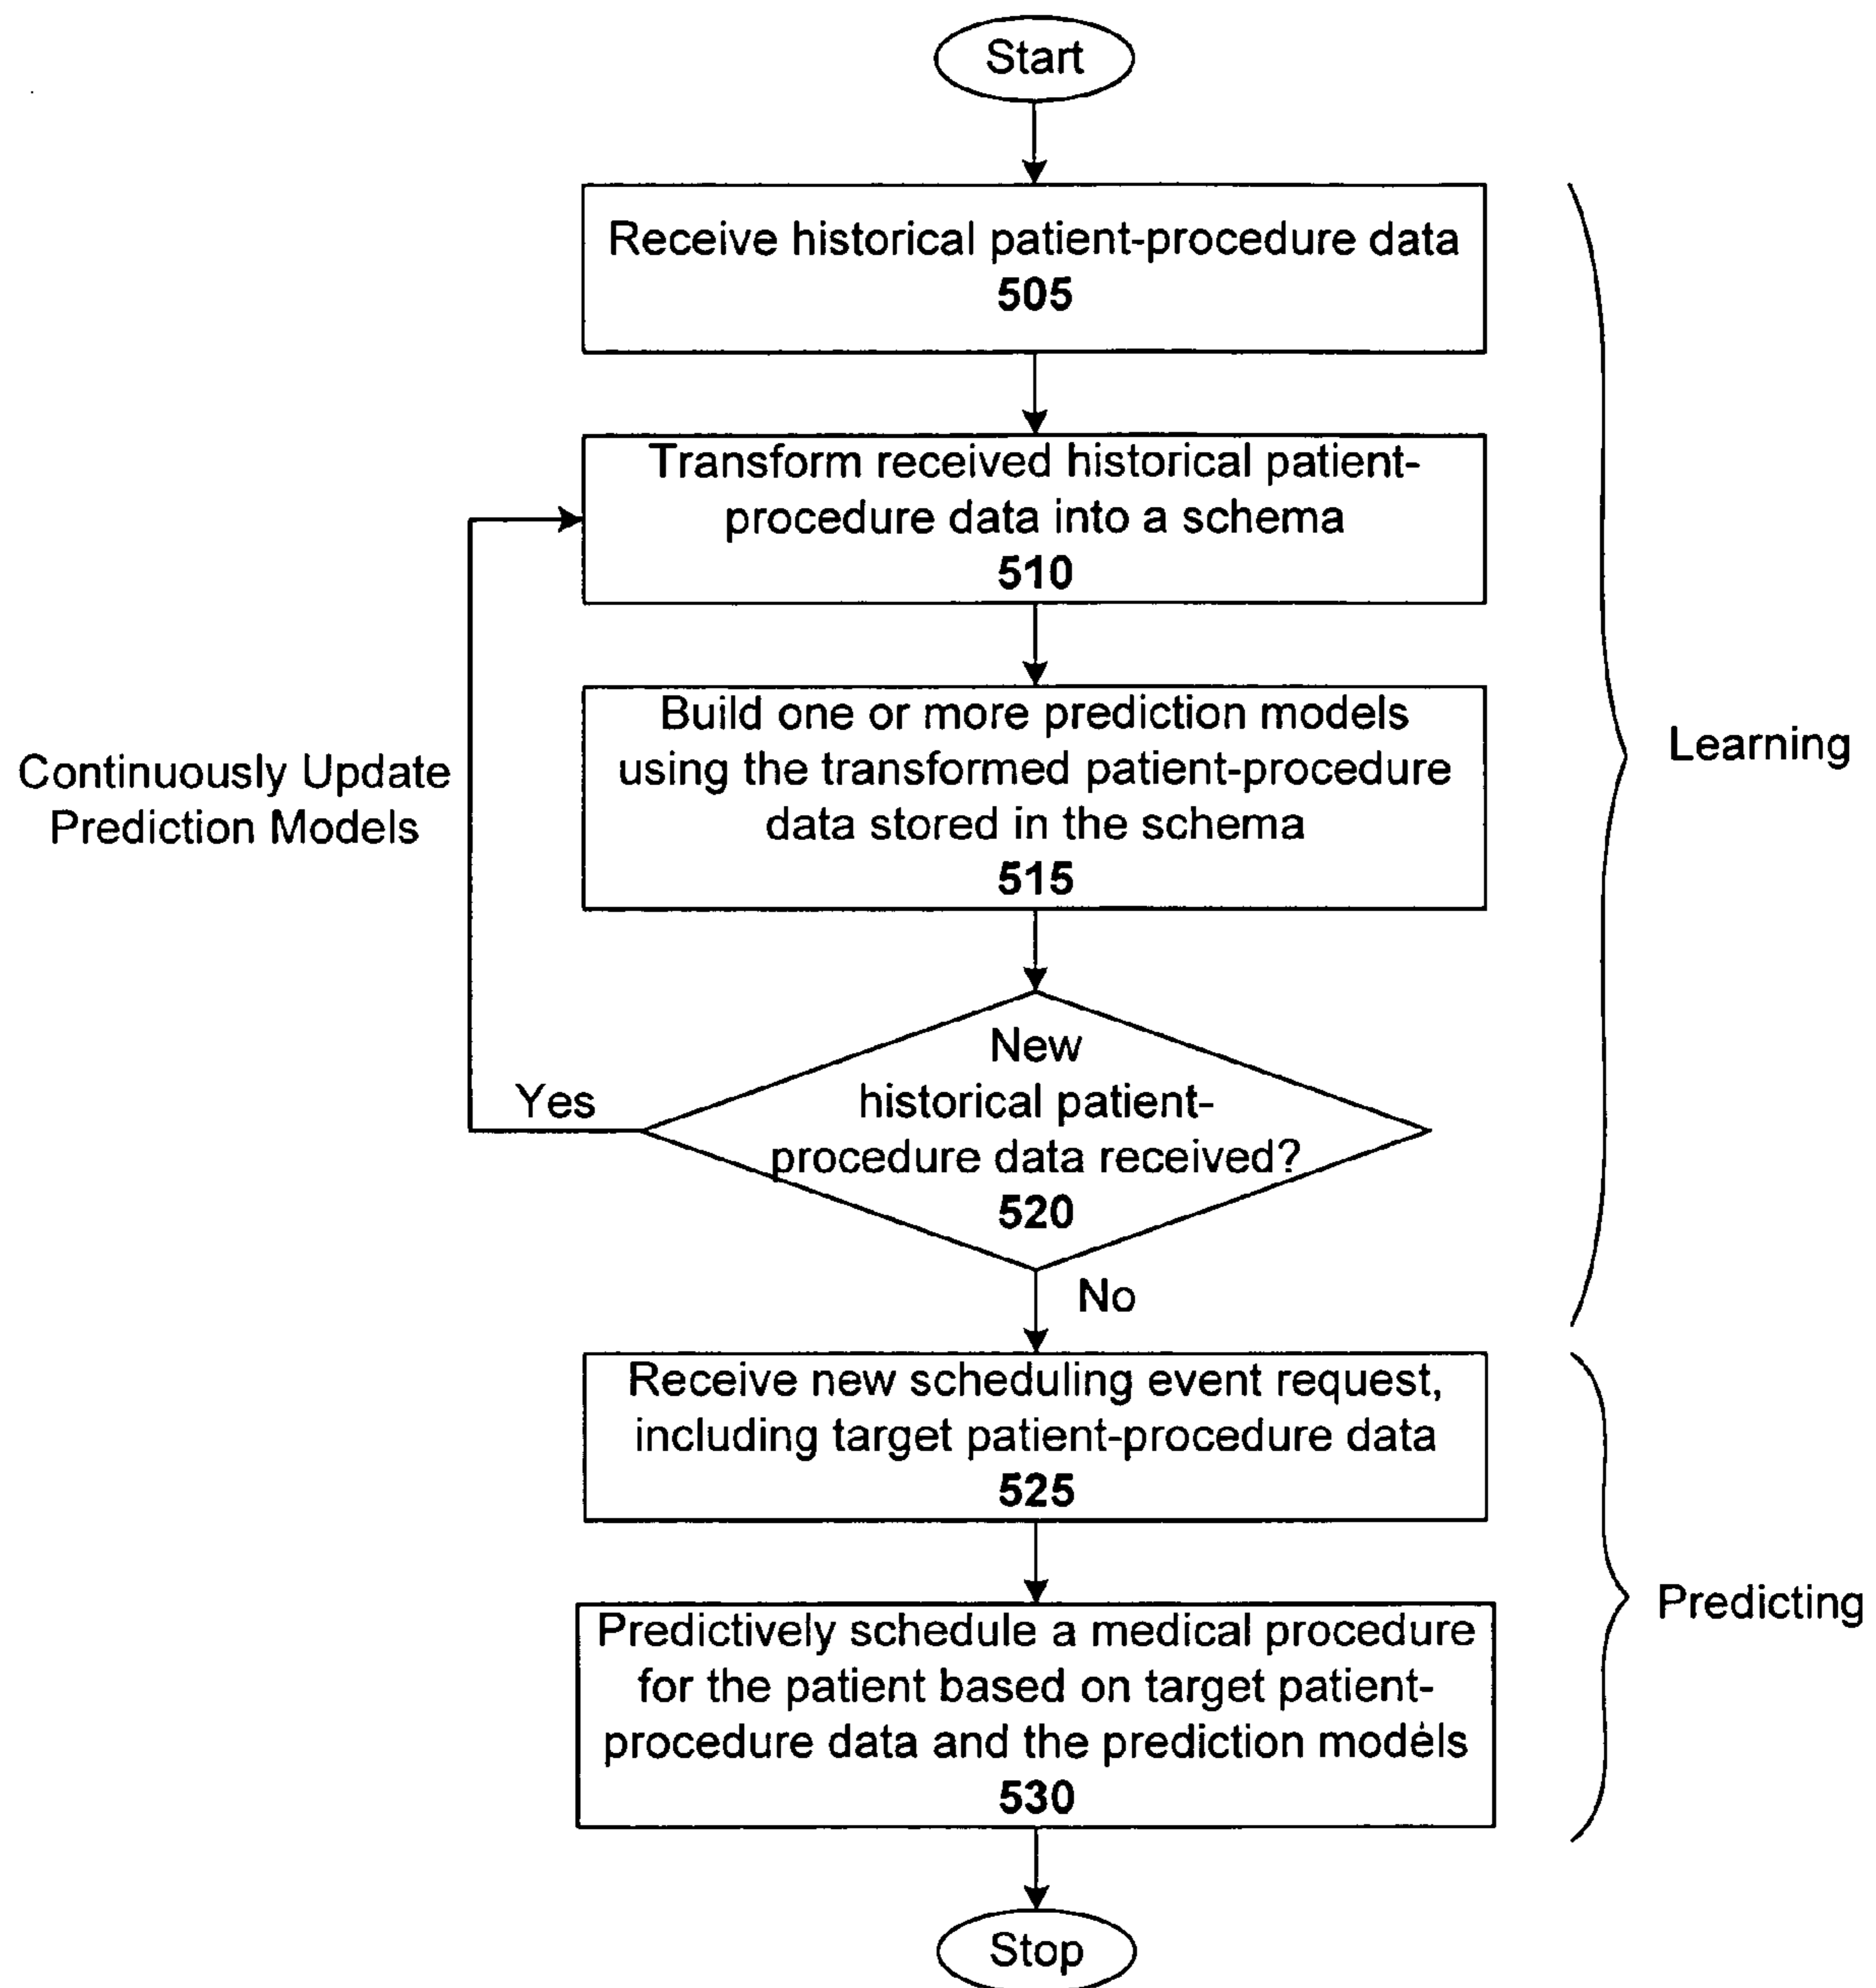 Start
Receive historical patient-procedure data
505
Transform received historical patient-
procedure data into a schema
510
Build one or more prediction models
using the transformed patient-procedure
data stored in the schema
515
Learning
Continuously Update
Prediction Models
New
historical patient-
procedure data received?
520
Yes
No
Receive new scheduling event request,
including target patient-procedure data
525
Predictively schedule a medical procedure
for the patient based on target patient-
procedure data and the prediction models
530
Predicting
Stop